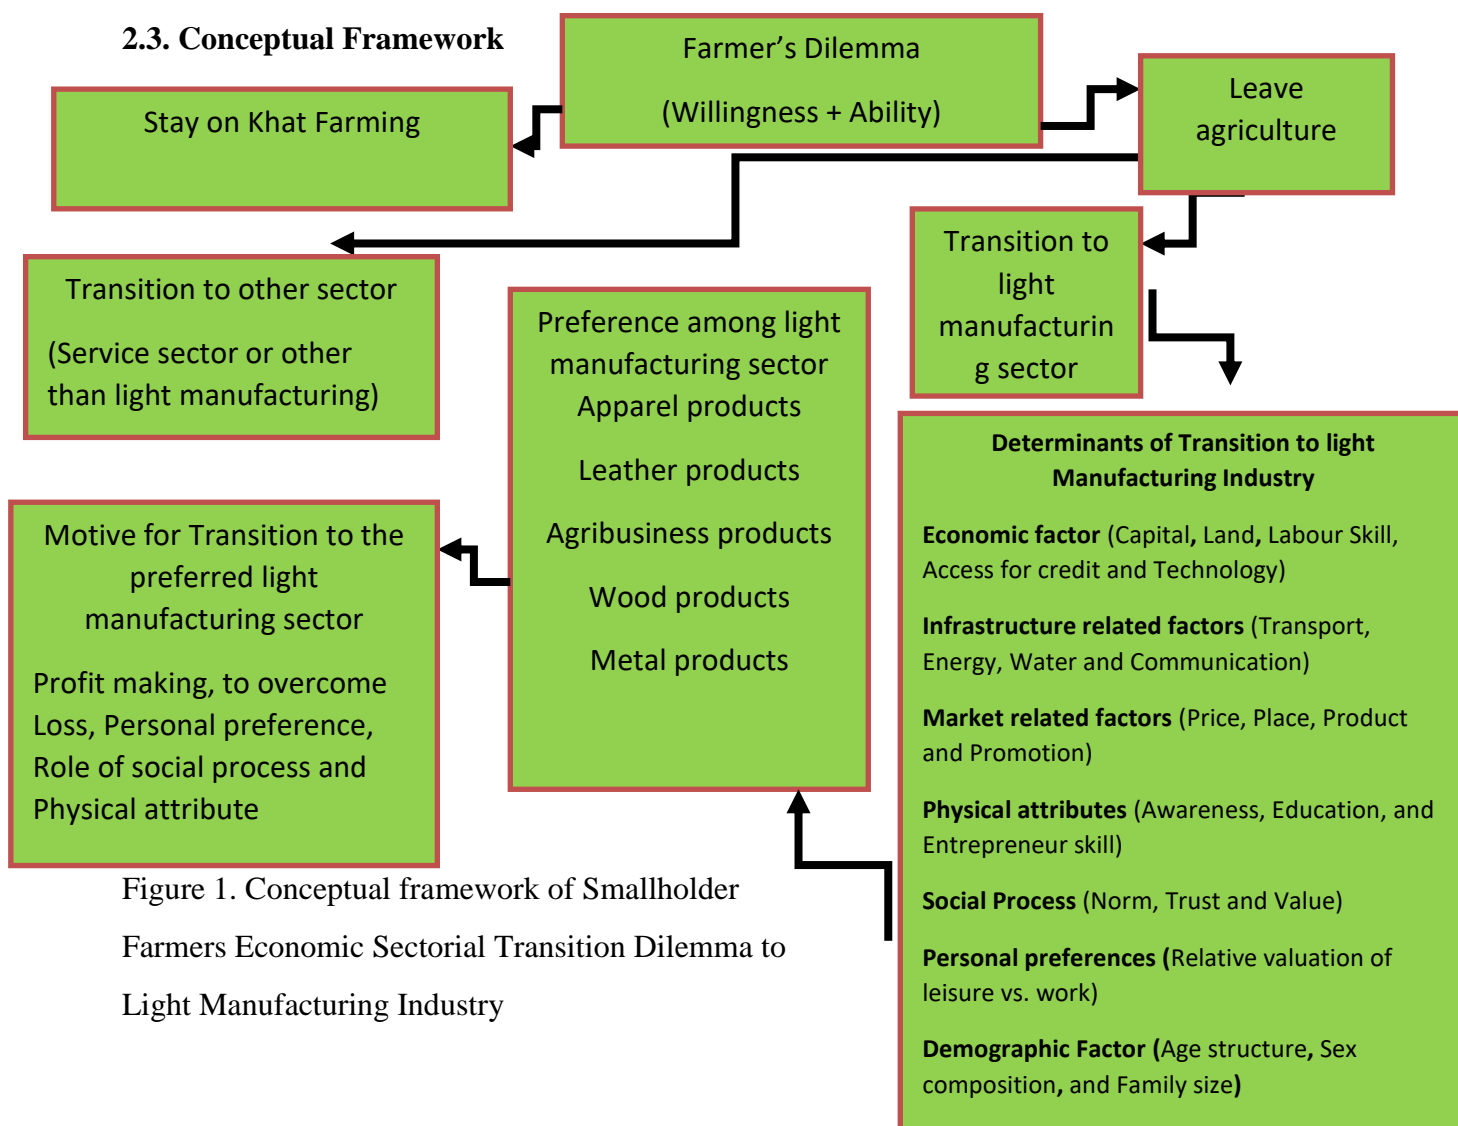 2.3. Conceptual Framework
Farmer’s Dilemma
(Willingness + Ability)
Stay on Khat Farming
Leave
agriculture
Transition to
light
manufacturin
g sector
Transition to other sector
(Service sector or other
than light manufacturing)
Preference among light
manufacturing sector
Apparel products
Leather products
Agribusiness products
Wood products
Metal products
Motive for Transition to the
preferred light
manufacturing sector
Profit making, to overcome
Loss, Personal preference,
Role of social process and
Physical attribute
Determinants of Transition to light
Manufacturing Industry
Economic factor (Capital, Land, Labour Skill,
Access for credit and Technology)
Infrastructure related factors (Transport,
Energy, Water and Communication)
Market related factors (Price, Place, Product
and Promotion)
Physical attributes (Awareness, Education, and
Entrepreneur skill)
Social Process (Norm, Trust and Value)
Personal preferences (Relative valuation of
leisure vs. work)
Demographic Factor (Age structure, Sex
composition, and Family size)
Figure 1. Conceptual framework of Smallholder
Farmers Economic Sectorial Transition Dilemma to
Light Manufacturing Industry